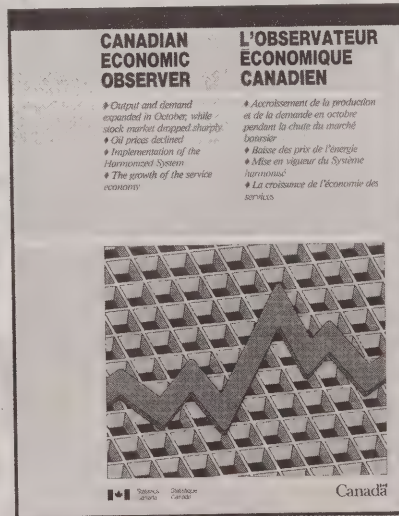 CANADIAN
ECONOMIC
OBSERVER
♦ Output and demand
expanded in October, while
stock market dropped sharply
♦ Oil prices declined
♦ Implementation of the
Harmonized System
♦ The growth of the service
economy
L'OBSERVATEUR
ÉCONOMIQUE
CANADIEN
♦ Accroissement de la production
et de la demande en octobre
pendant la chute du marché
boursier
♦ Baisse des prix de l'énergie
♦ Mise en vigueur du Système
harmonisé
♦ La croissance de l'économie des
services
Statistics
Canada
Statistique
Canada
Canada